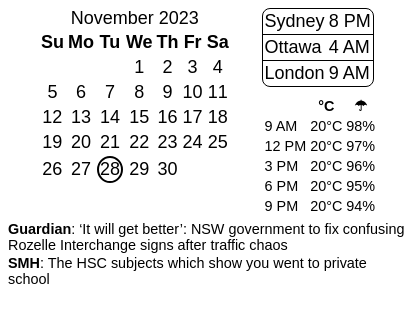 November 2023
Su Mo Tu We Th Fr Sa
1 2 3 4
5 6 7 8 9 10 11
12 13 14 15 16 17 18
19 20 21 22 23 24 25
26 27 28 29 30
Sydney 8 PM
Ottawa 4 AM
London 9 AM
°C ☂
9 AM 20°C 98%
12 PM 20°C 97%
3 PM 20°C 96%
6 PM 20°C 95%
9 PM 20°C 94%
Guardian: ‘It will get better’: NSW government to fix confusing
Rozelle Interchange signs after traffic chaos
SMH: The HSC subjects which show you went to private
school